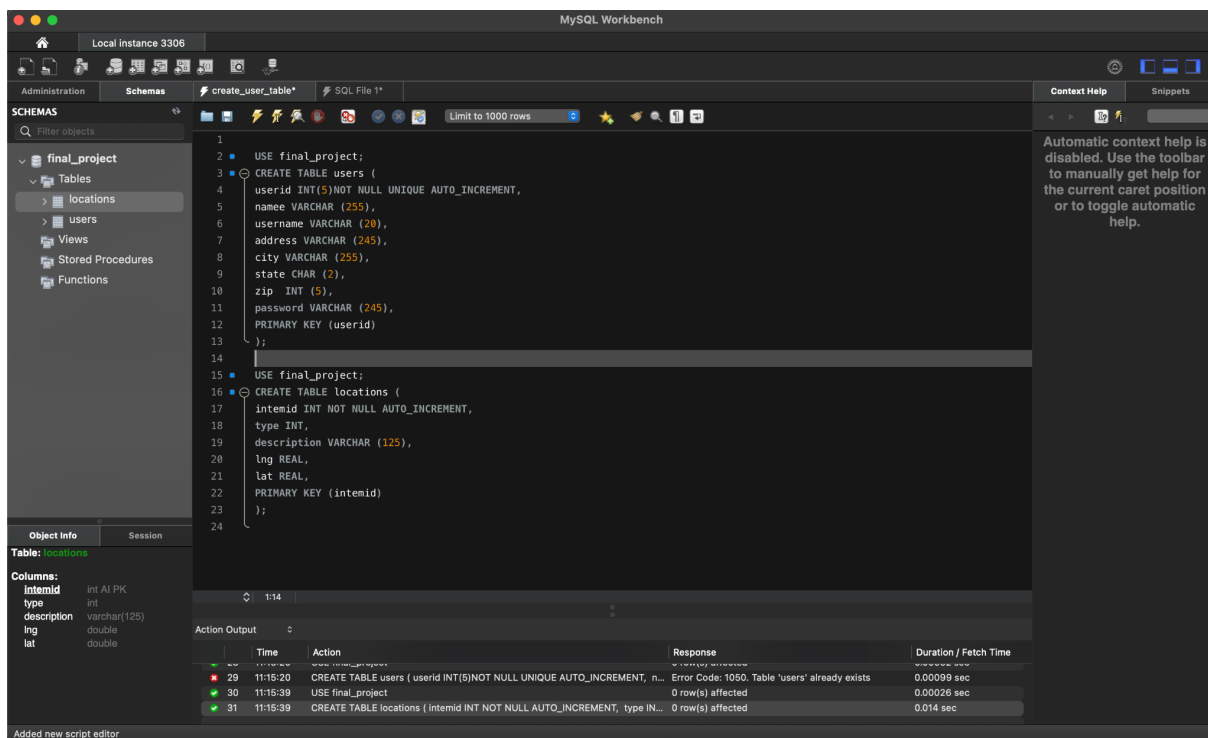 MySQL Workbench
Local instance 3306
Administration Schemas
create_user_table* SQL File 1*
Context Help Snippets
SCHEMAS
Filter objects
Limit to 1000 rows
final_project
Tables
locations
users
Views
Stored Procedures
Functions
1
2 USE final_project;
3 CREATE TABLE users (
4 userid INT(5)NOT NULL UNIQUE AUTO_INCREMENT,
5 namee VARCHAR (255),
6 username VARCHAR (20),
7 address VARCHAR (245),
8 city VARCHAR (255),
9 state CHAR (2),
10 zip  INT (5),
11 password VARCHAR (245),
12 PRIMARY KEY (userid)
13 );
14
15 USE final_project;
16 CREATE TABLE locations (
17 intemid INT NOT NULL AUTO_INCREMENT,
18 type INT,
19 description VARCHAR (125),
20 lng REAL,
21 lat REAL,
22 PRIMARY KEY (intemid)
23 );
24
Automatic context help is
disabled. Use the toolbar
to manually get help for
the current caret position
or to toggle automatic
help.
Object Info Session
Table: locations
Columns:
intemid int AI PK
type int
description varchar(125)
lng double
lat double
1:14
Action Output
Time Action Response Duration / Fetch Time
29 11:15:20 CREATE TABLE users ( userid INT(5)NOT NULL UNIQUE AUTO_INCREMENT, n... Error Code: 1050. Table 'users' already exists 0.00099 sec
30 11:15:39 USE final_project 0 row(s) affected 0.00026 sec
31 11:15:39 CREATE TABLE locations ( intemid INT NOT NULL AUTO_INCREMENT, type IN... 0 row(s) affected 0.014 sec
Added new script editor